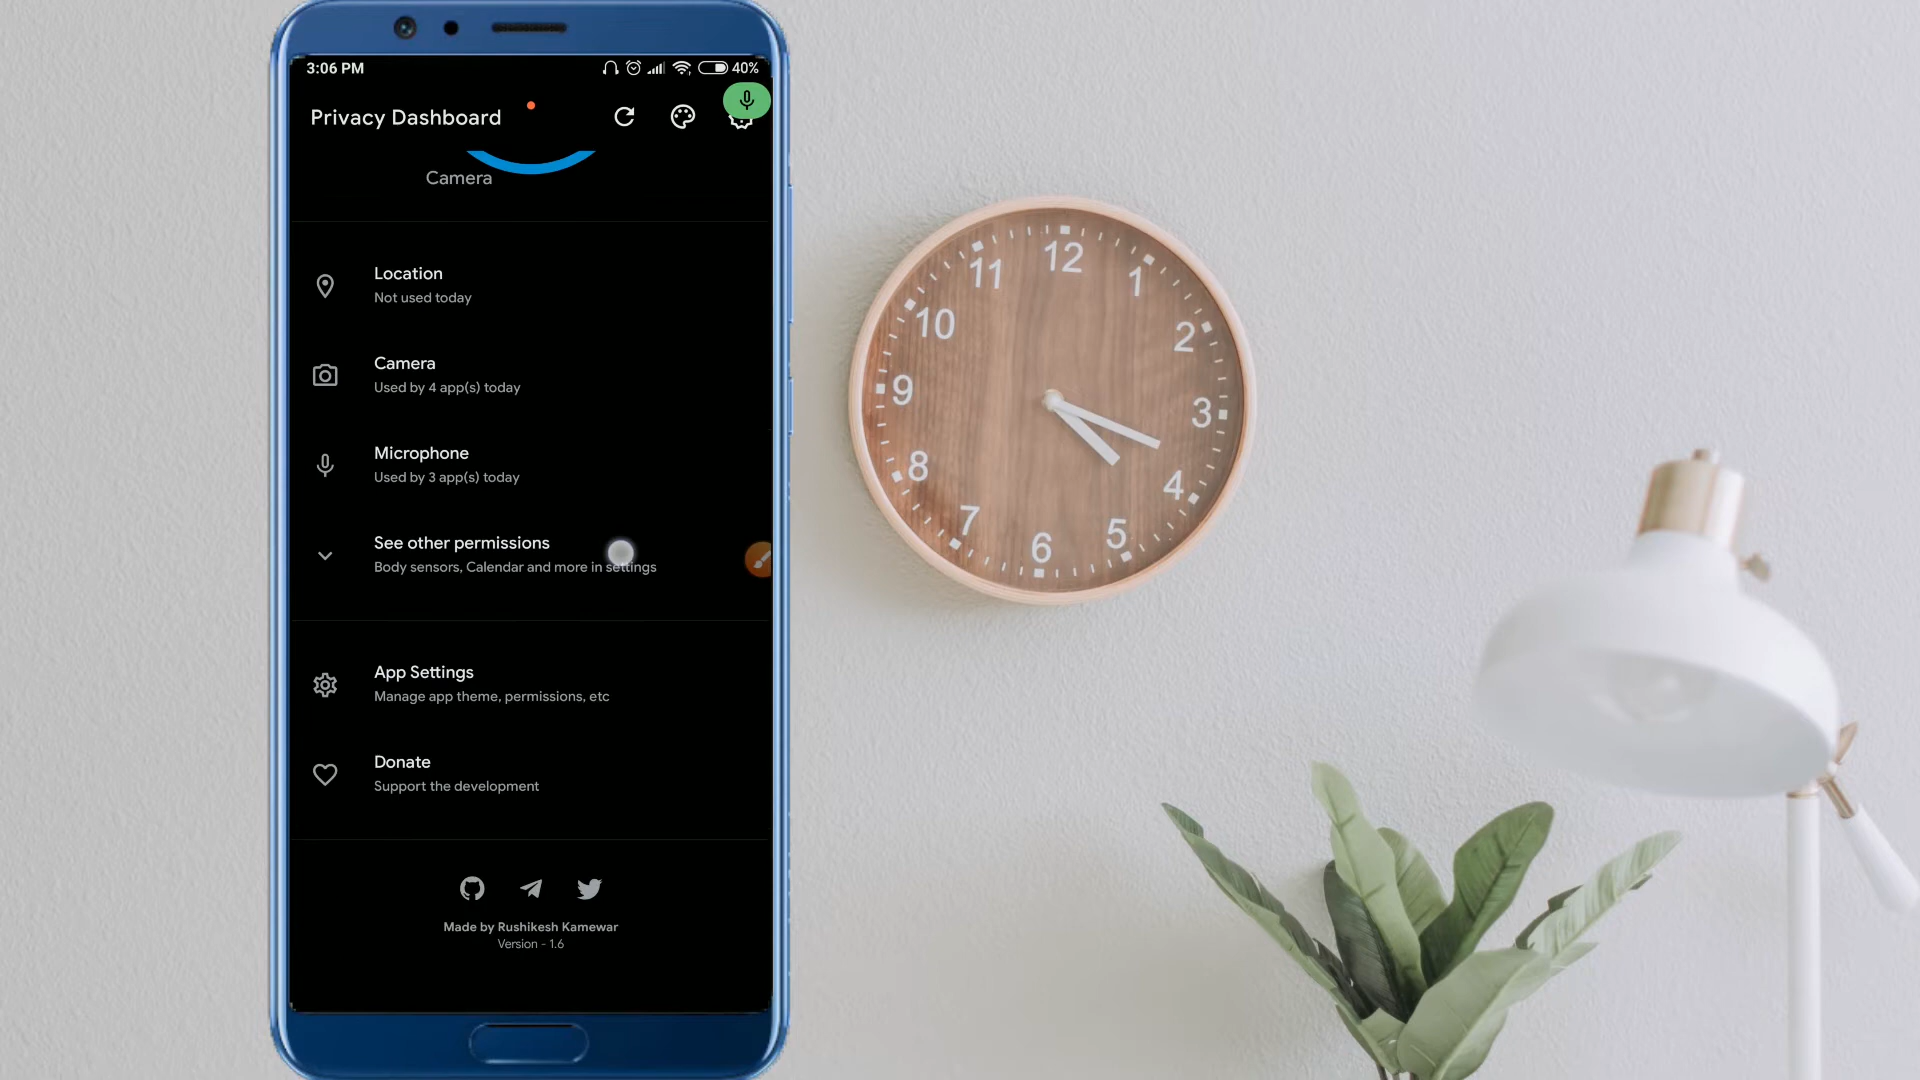 3:06 PM
40%
Privacy Dashboard
Camera
Location
Not used today
Camera
Used by 4 app(s) today
Microphone
Used by 3 app(s) today
See other permissions
Body sensors, Calendar and more in settings
App Settings
Manage app theme, permissions, etc
Donate
Support the development
Made by Rushikesh Kamewar
Version - 1.6
12
1
2
3
4
5
6
7
8
9
10
11